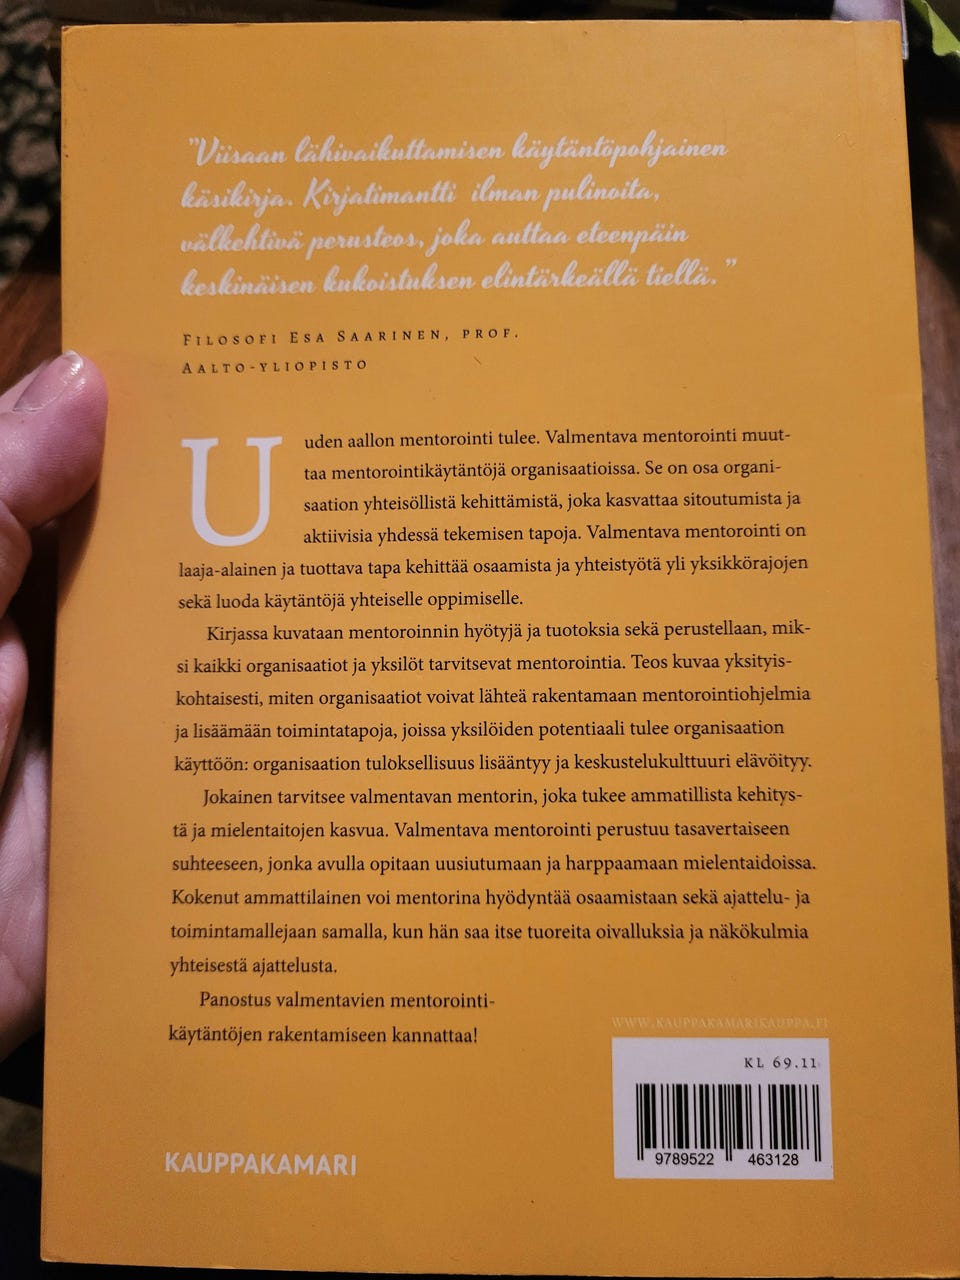 "Viisaan lähivaikuttamisen käytäntöpohjainen
käsikirja. Kirjatimantti ilman pulinoita,
välkehtivä perusteos, joka auttaa eteenpäin
keskinäisen kukoistuksen elintärkeällä tiellä."
Filosofi Esa Saarinen, prof.
Aalto-yliopisto
Uuden aallon mentorointi tulee. Valmentava mentorointi muut-
taa mentorointikäytäntöjä organisaatioissa. Se on osa organi-
saation yhteisöllistä kehittämistä, joka kasvattaa sitoutumista ja
aktiivisia yhdessä tekemisen tapoja. Valmentava mentorointi on
laaja-alainen ja tuottava tapa kehittää osaamista ja yhteistyötä yli yksikkörajojen
sekä luoda käytäntöjä yhteiselle oppimiselle.
Kirjassa kuvataan mentoroinnin hyötyjä ja tuotoksia sekä perustellaan, mik-
si kaikki organisaatiot ja yksilöt tarvitsevat mentorointia. Teos kuvaa yksityis-
kohtaisesti, miten organisaatiot voivat lähteä rakentamaan mentorointiohjelmia
ja lisäämään toimintatapoja, joissa yksilöiden potentiaali tulee organisaation
käyttöön: organisaation tuloksellisuus lisääntyy ja keskustelukulttuuri elävöityy.
Jokainen tarvitsee valmentavan mentorin, joka tukee ammatillista kehitys-
tä ja mielentaitojen kasvua. Valmentava mentorointi perustuu tasavertaiseen
suhteeseen, jonka avulla opitaan uusiutumaan ja harppaamaan mielentaidoissa.
Kokenut ammattilainen voi mentorina hyödyntää osaamistaan sekä ajattelu- ja
toimintamallejaan samalla, kun hän saa itse tuoreita oivalluksia ja näkökulmia
yhteisestä ajattelusta.
Panostus valmentavien mentorointi-
käytäntöjen rakentamiseen kannattaa!
WWW.KAUPPAKAMARIKAUPPA.FI
KL 69.11
9789522 463128
KAUPPAKAMARI